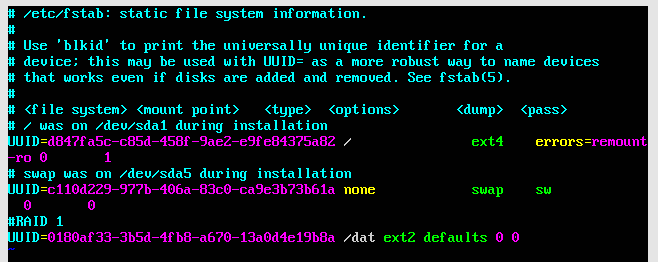 # /etc/fstab: static file system information.
#
# Use 'blkid' to print the universally unique identifier for a
# device; this may be used with UUID= as a more robust way to name devices
# that works even if disks are added and removed. See fstab(5).
#
# <file system> <mount point>   <type>  <options>       <dump>  <pass>
# / was on /dev/sda1 during installation
UUID=d847fa5c-c85d-458f-9ae2-e9fe84375a82 /               ext4    errors=remount
-ro 0       1
# swap was on /dev/sda5 during installation
UUID=c110d229-977b-406a-83c0-ca9e3b73b61a none            swap    sw
  0       0
#RAID 1
UUID=0180af33-3b5d-4fb8-a670-13a0d4e19b8a /dat ext2 defaults 0 0
~